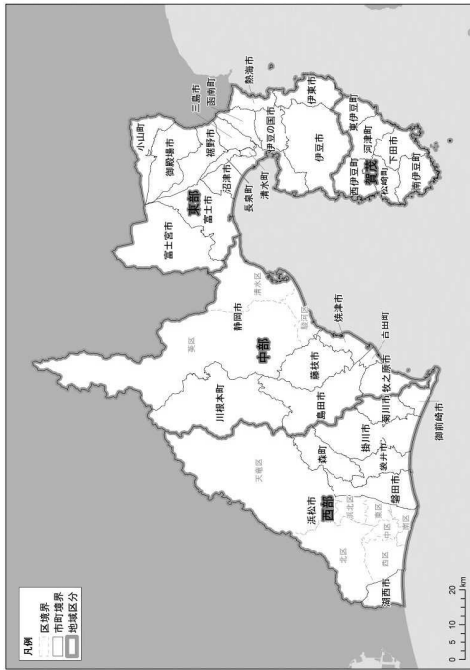 凡例
区境界
市町境界
地域区分
小山町
御殿場市
裾野市
三島市
函南町
熱海市
富士宮市
富士市
東部
沼津市
長泉町
清水町
伊豆の国市
伊東市
伊豆市
東伊豆町
西伊豆町
賀茂
河津町
松崎町
下田市
南伊豆町
葵区
静岡市
清水区
駿河区
中部
川根本町
藤枝市
焼津市
島田市
吉田町
牧之原市
菊川市
御前崎市
天竜区
森町
掛川市
袋井市
磐田市
浜松市
西部
浜北区
北区
東区
中区
西区
南区
湖西市
0 5 10 20
km